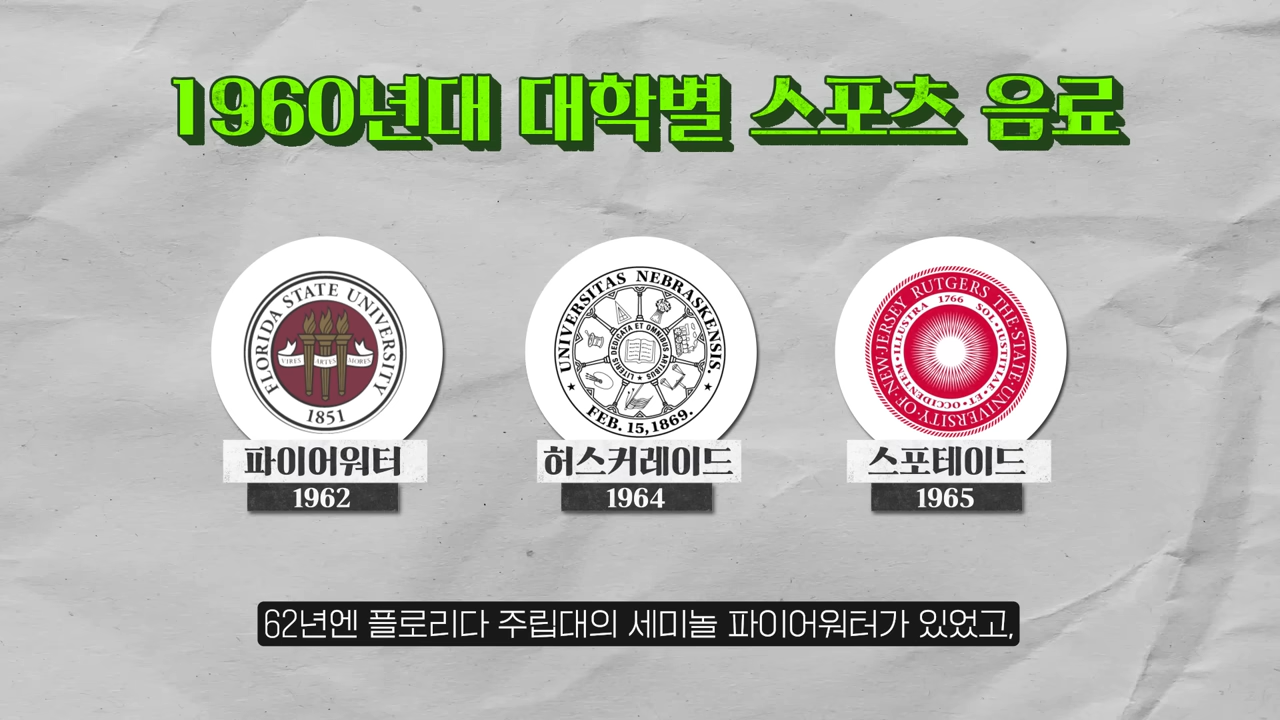 1960년대 대학별 스포츠 음료
FLORIDA STATE UNIVERSITY
VIRES ARTES MORES
1851
UNIVERSITAS NEBRASKENSIS
LITERIS DEDICATA ET OMNIBUS ARTIBUS
FEB. 15, 1869.
RUTGERS THE STATE UNIVERSITY OF NEW JERSEY
1766
SOL IUSTITIAE ET OCCIDENTEM ILLUSTRA
파이어워터
허스커레이드
스포테이드
1962
1964
1965
62년엔 플로리다 주립대의 세미놀 파이어워터가 있었고,